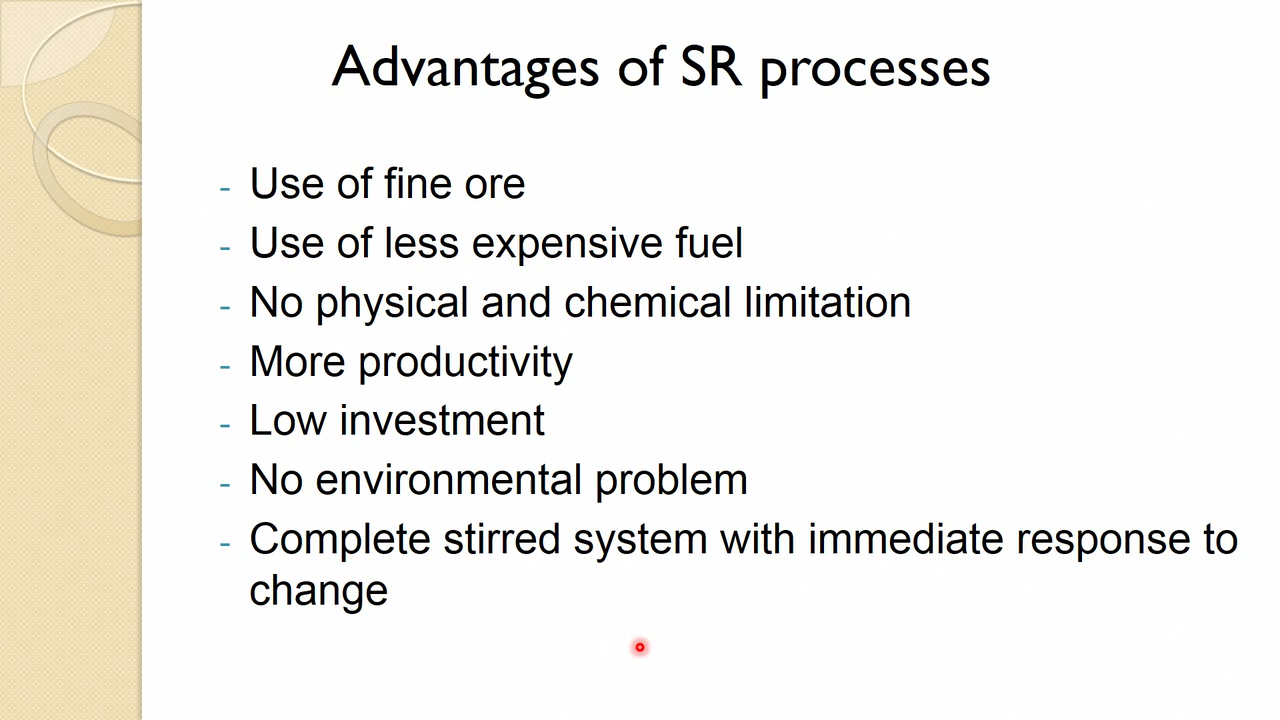 Advantages of SR processes
- Use of fine ore
- Use of less expensive fuel
- No physical and chemical limitation
- More productivity
- Low investment
- No environmental problem
- Complete stirred system with immediate response to
change